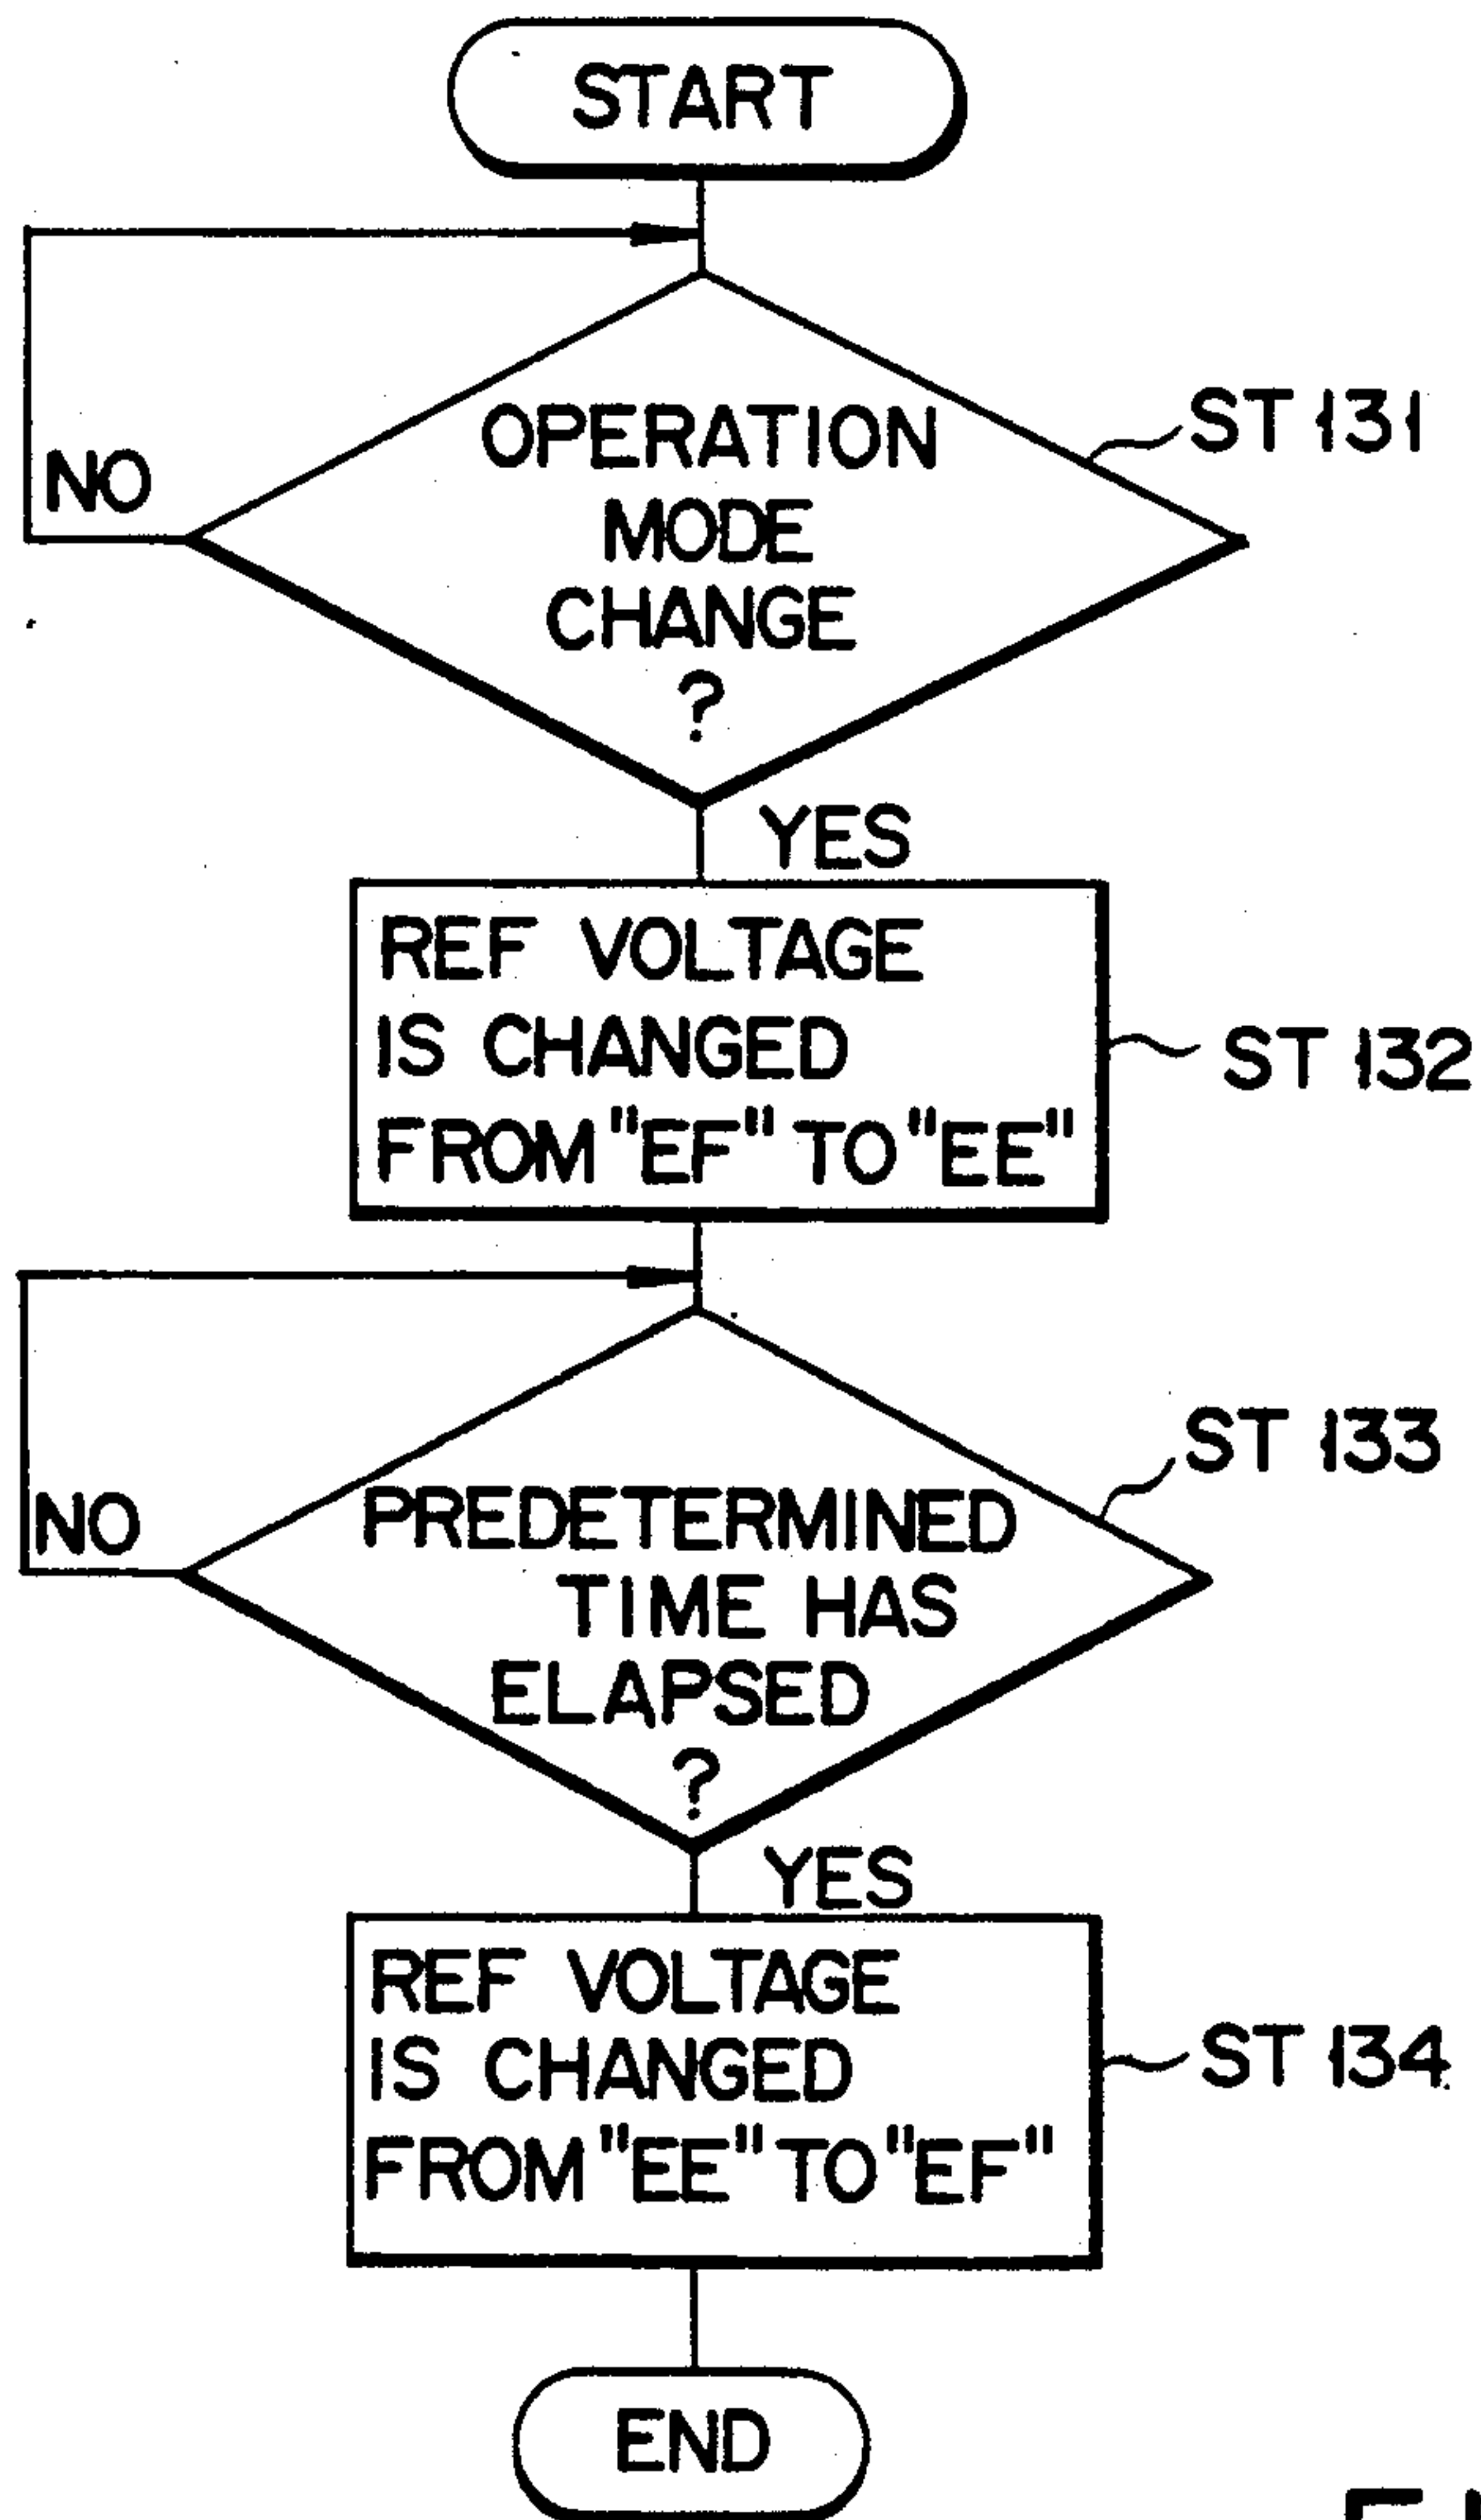 START
NO
OPERATION
MODE
CHANGE
?
ST 131
YES
REF VOLTAGE
IS CHANGED
FROM "EF" TO "EE"
ST 132
NO
PREDETERMINED
TIME HAS
ELAPSED
?
ST 133
YES
REF VOLTAGE
IS CHANGED
FROM "EE" TO "EF"
ST 134
END